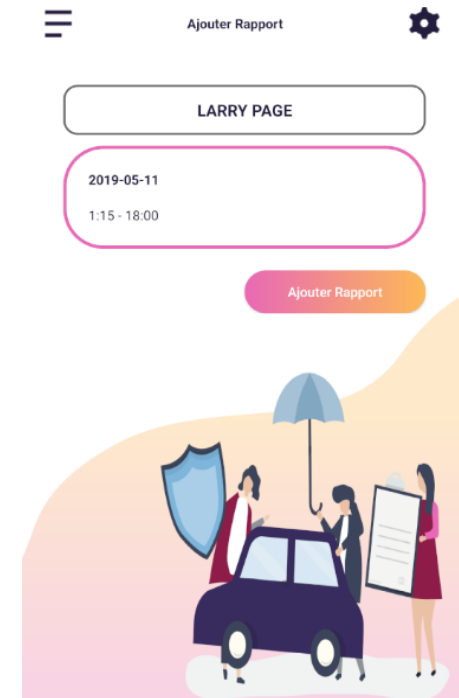 Ajouter Rapport
LARRY PAGE
2019-05-11
1:15 - 18:00
Ajouter Rapport